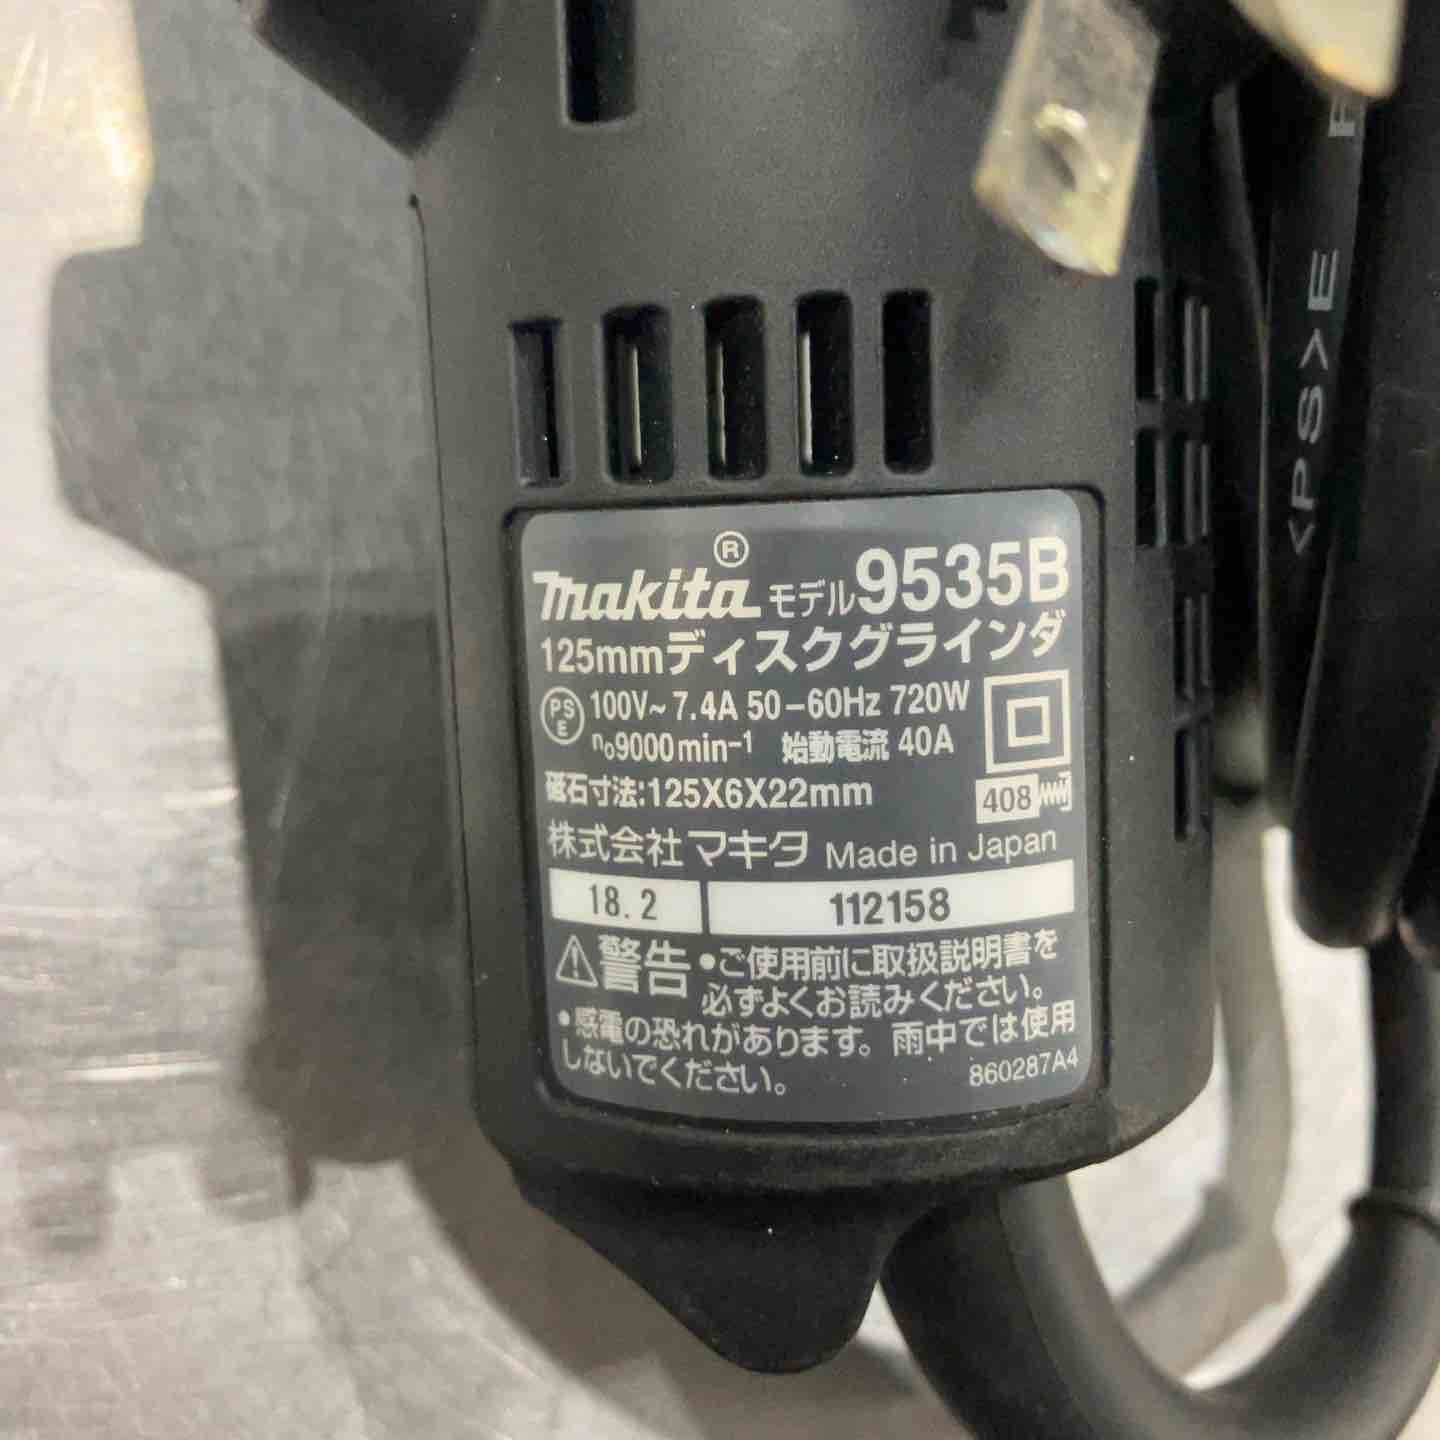 makita® モデル9535B
125mmディスクグラインダ
PSE 100V~ 7.4A 50-60Hz 720W
n₀9000min⁻¹ 始動電流 40A
砥石寸法:125X6X22mm
408
株式会社マキタ Made in Japan
18.2 112158
警告 •ご使用前に取扱説明書を
必ずよくお読みください。
•感電の恐れがあります。雨中では使用
しないでください。
860287A4
<PS>E